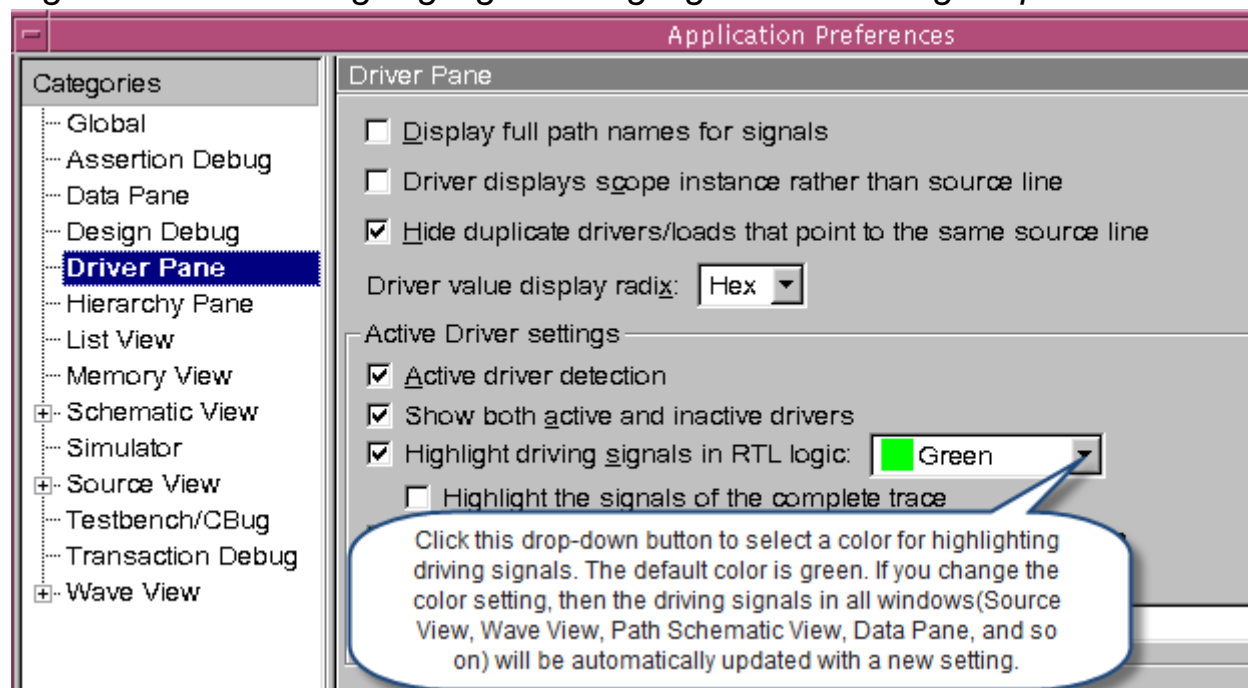 Application Preferences
Categories
Global
Assertion Debug
Data Pane
Design Debug
Driver Pane
Hierarchy Pane
List View
Memory View
Schematic View
Simulator
Source View
Testbench/CBug
Transaction Debug
Wave View
Driver Pane
Display full path names for signals
Driver displays scope instance rather than source line
Hide duplicate drivers/loads that point to the same source line
Driver value display radix: Hex
Active Driver settings
Active driver detection
Show both active and inactive drivers
Highlight driving signals in RTL logic: Green
Highlight the signals of the complete trace
Click this drop-down button to select a color for highlighting
driving signals. The default color is green. If you change the
color setting, then the driving signals in all windows(Source
View, Wave View, Path Schematic View, Data Pane, and so
on) will be automatically updated with a new setting.